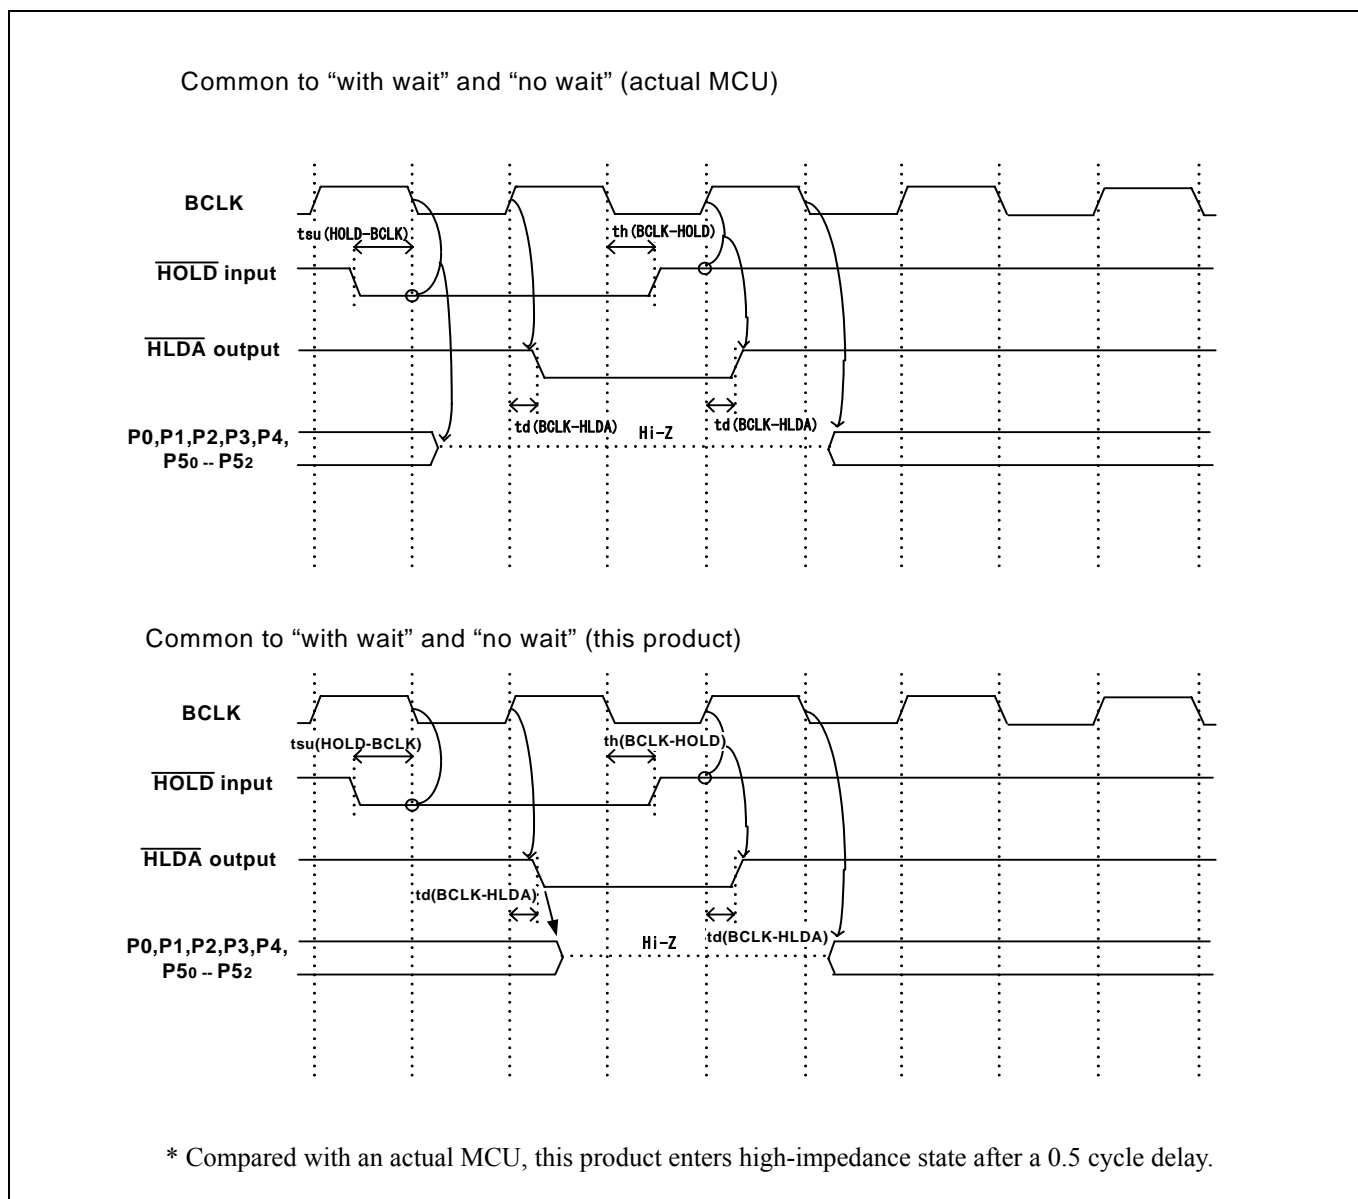 Common to “with wait” and “no wait” (actual MCU)
BCLK
tsu(HOLD-BCLK)
th(BCLK-HOLD)
HOLD input
HLDA output
td(BCLK-HLDA)
Hi-Z
td(BCLK-HLDA)
P0,P1,P2,P3,P4,
P50 -- P52
Common to “with wait” and “no wait” (this product)
BCLK
tsu(HOLD-BCLK)
th(BCLK-HOLD)
HOLD input
HLDA output
td(BCLK-HLDA)
Hi-Z
td(BCLK-HLDA)
P0,P1,P2,P3,P4,
P50 -- P52
* Compared with an actual MCU, this product enters high-impedance state after a 0.5 cycle delay.